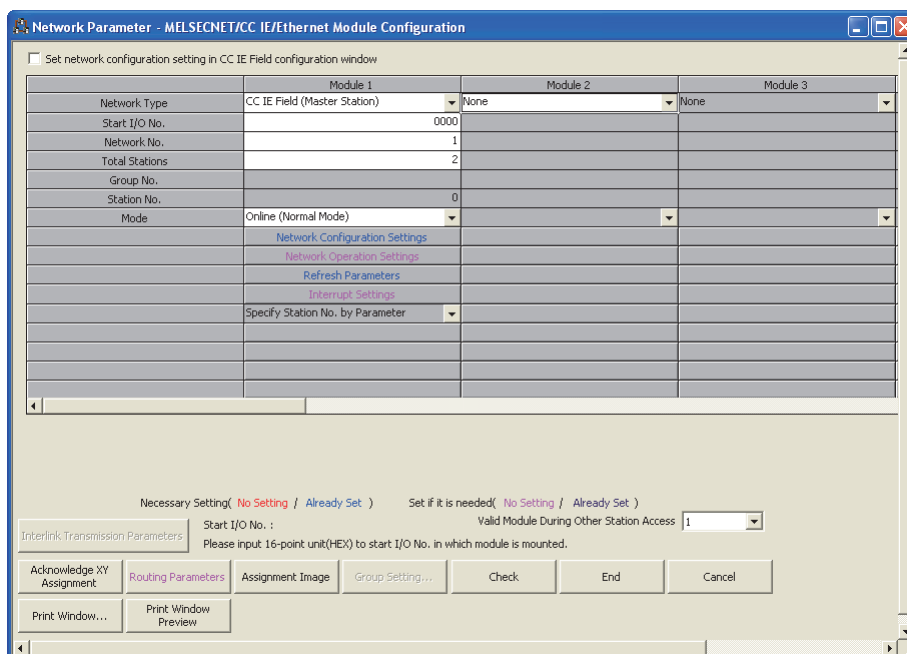 Network Parameter - MELSECNET/CC IE/Ethernet Module Configuration
Set network configuration setting in CC IE Field configuration window
Module 1 Module 2 Module 3
Network Type CC IE Field (Master Station) None None
Start I/O No. 0000
Network No. 1
Total Stations 2
Group No.
Station No. 0
Mode Online (Normal Mode)
Network Configuration Settings
Network Operation Settings
Refresh Parameters
Interrupt Settings
Specify Station No. by Parameter
Necessary Setting( No Setting / Already Set ) Set if it is needed( No Setting / Already Set )
Interlink Transmission Parameters
Start I/O No. : Valid Module During Other Station Access 1
Please input 16-point unit(HEX) to start I/O No. in which module is mounted.
Acknowledge XY
Assignment
Routing Parameters Assignment Image Group Setting... Check End Cancel
Print Window...
Print Window
Preview